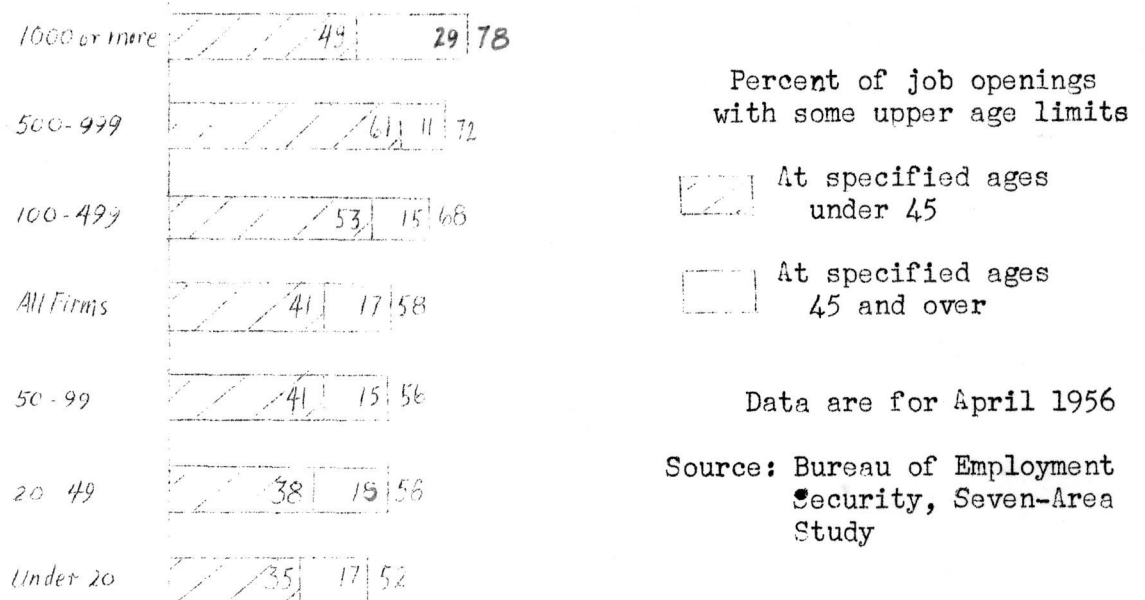 1000 or more 49 29 78
500-999 61 11 72
100-499 53 15 68
All Firms 41 17 58
50-99 41 15 56
20 49 38 18 56
Under 20 35 17 52
Percent of job openings
with some upper age limits
At specified ages
under 45
At specified ages
45 and over
Data are for April 1956
Source: Bureau of Employment
Security, Seven-Area
Study